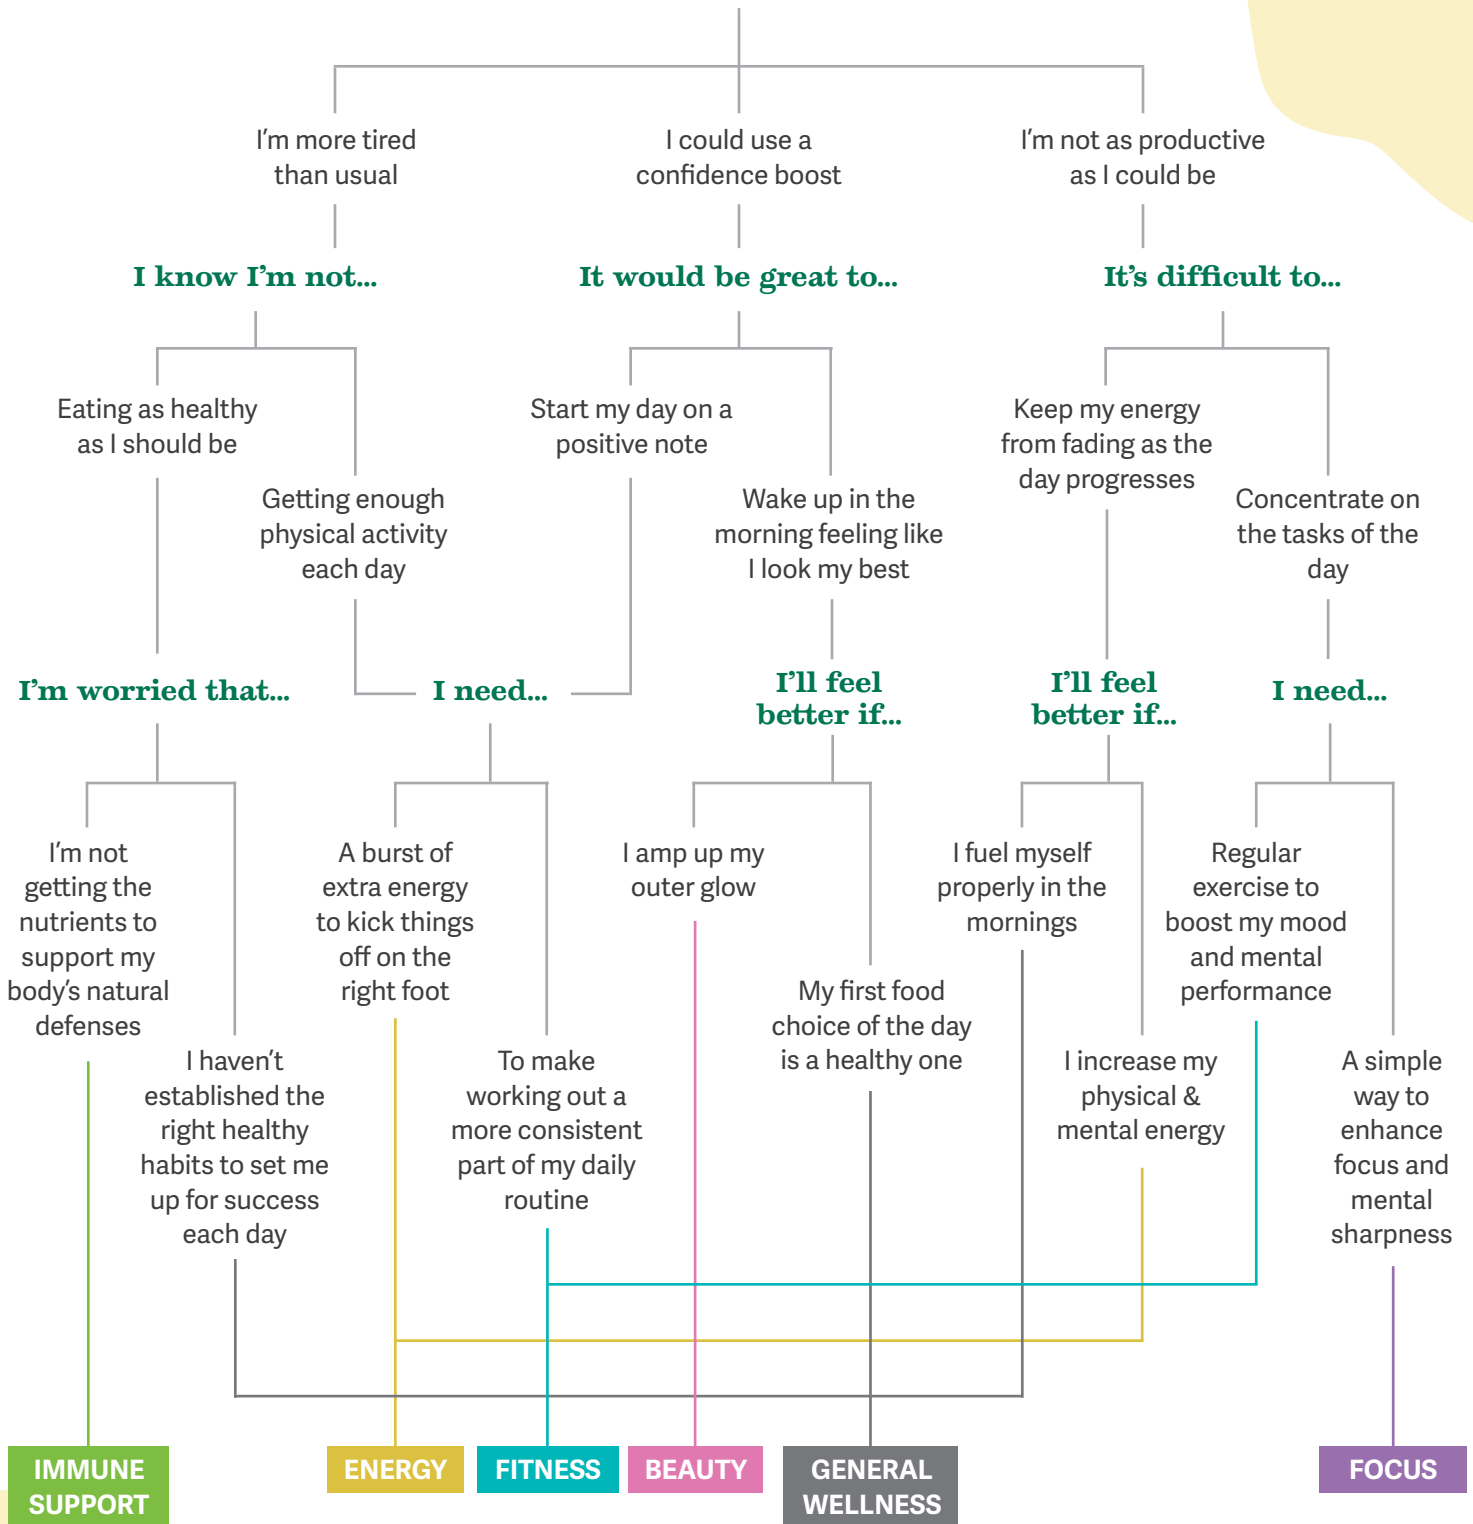 I'm more tired
than usual
I could use a
confidence boost
I'm not as productive
as I could be
I know I'm not...
It would be great to...
It's difficult to...
Eating as healthy
as I should be
Getting enough
physical activity
each day
Start my day on a
positive note
Wake up in the
morning feeling like
I look my best
Keep my energy
from fading as the
day progresses
Concentrate on
the tasks of the
day
I'm worried that...
I need...
I'll feel
better if...
I'll feel
better if...
I need...
I'm not
getting the
nutrients to
support my
body's natural
defenses
I haven't
established the
right healthy
habits to set me
up for success
each day
A burst of
extra energy
to kick things
off on the
right foot
To make
working out a
more consistent
part of my daily
routine
I amp up my
outer glow
My first food
choice of the day
is a healthy one
I fuel myself
properly in the
mornings
I increase my
physical &
mental energy
Regular
exercise to
boost my mood
and mental
performance
A simple
way to
enhance
focus and
mental
sharpness
IMMUNE
SUPPORT
ENERGY
FITNESS
BEAUTY
GENERAL
WELLNESS
FOCUS